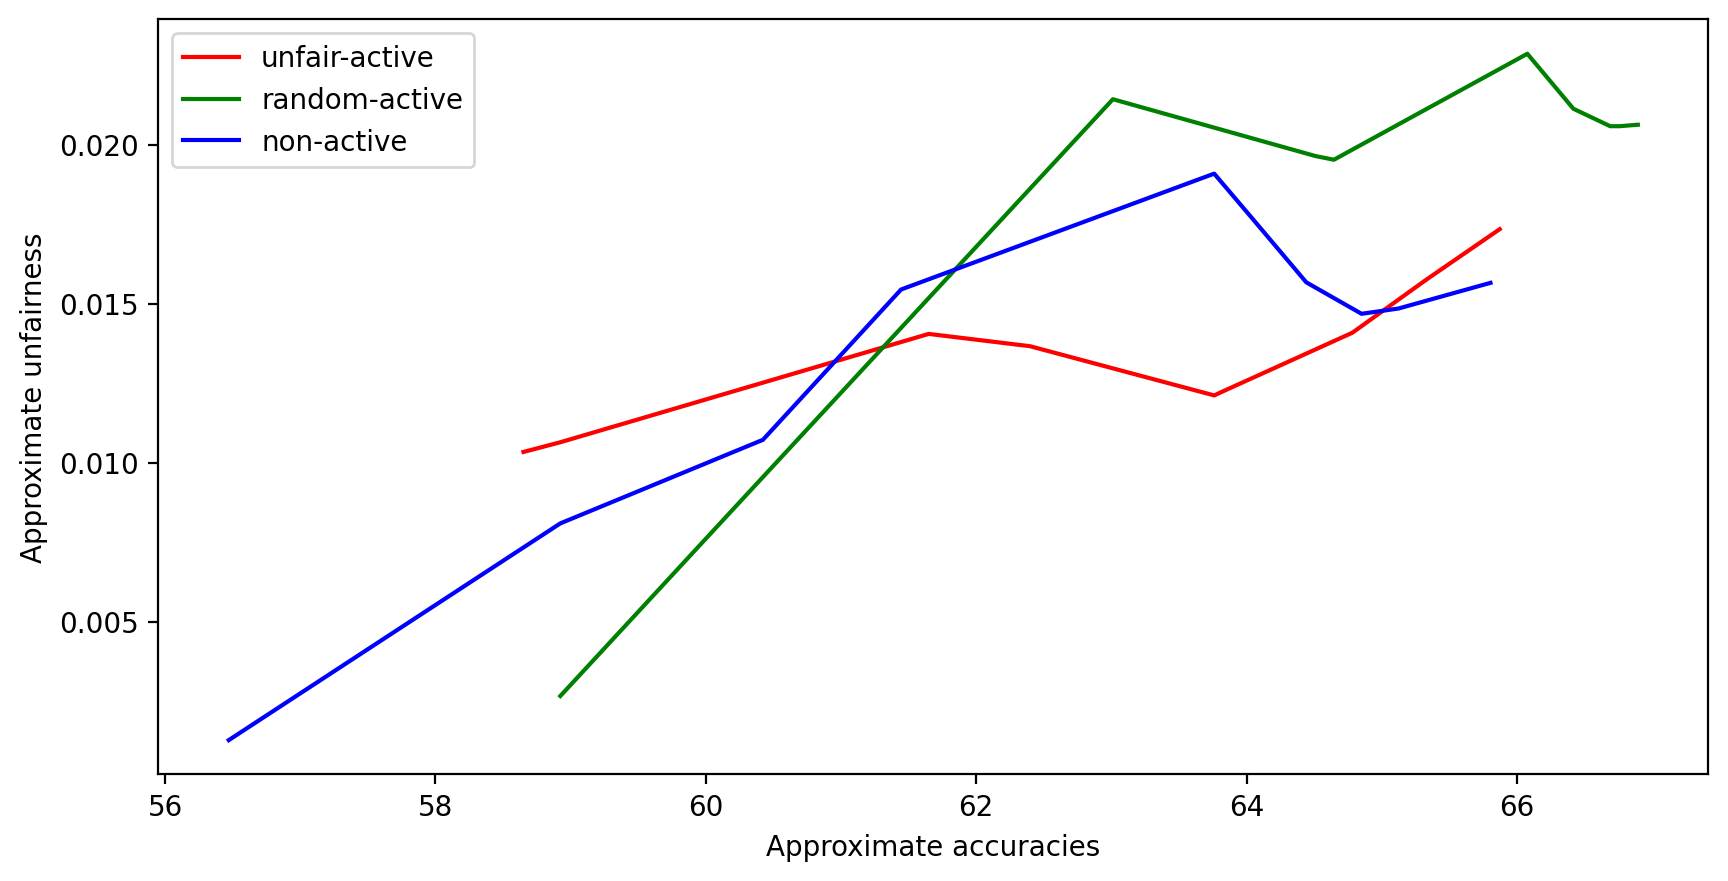 unfair-active
random-active
non-active
Approximate unfairness
0.020
0.015
0.010
0.005
56 58 60 62 64 66
Approximate accuracies